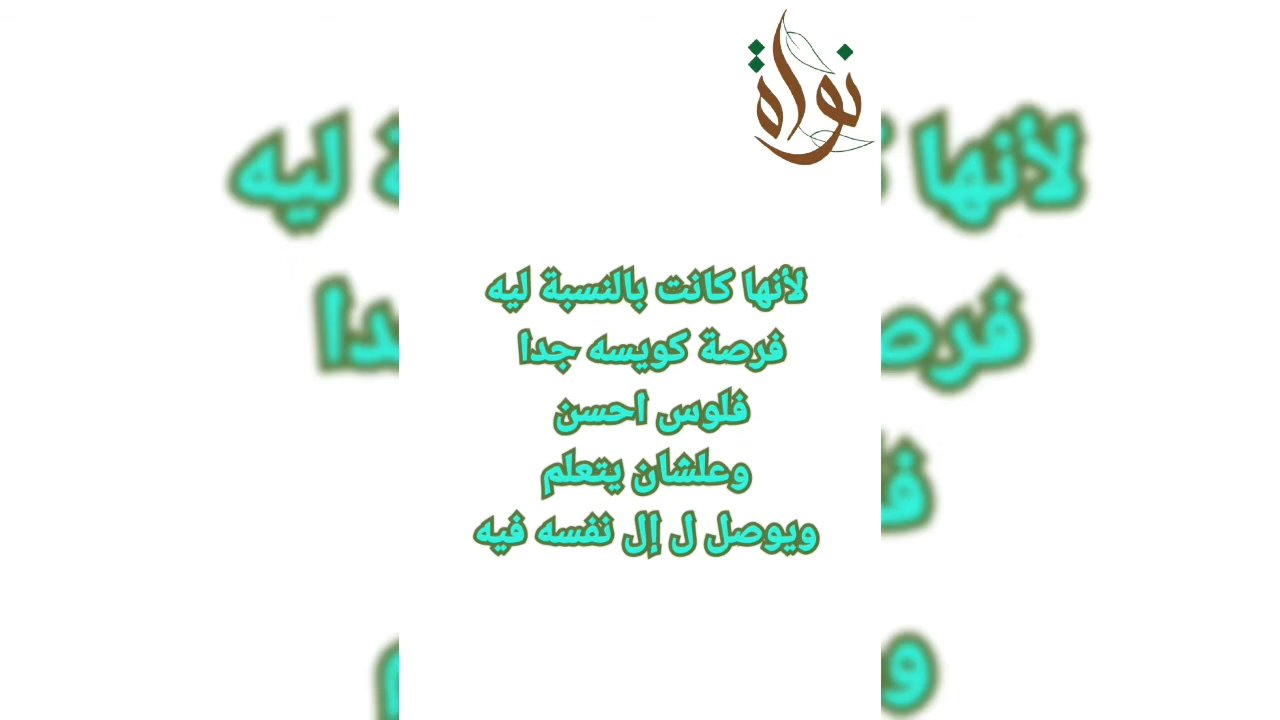 نواة
لأنها كانت بالنسبة ليه
فرصة كويسه جدا
فلوس احسن
وعلشان يتعلم
ويوصل ل إل نفسه فيه